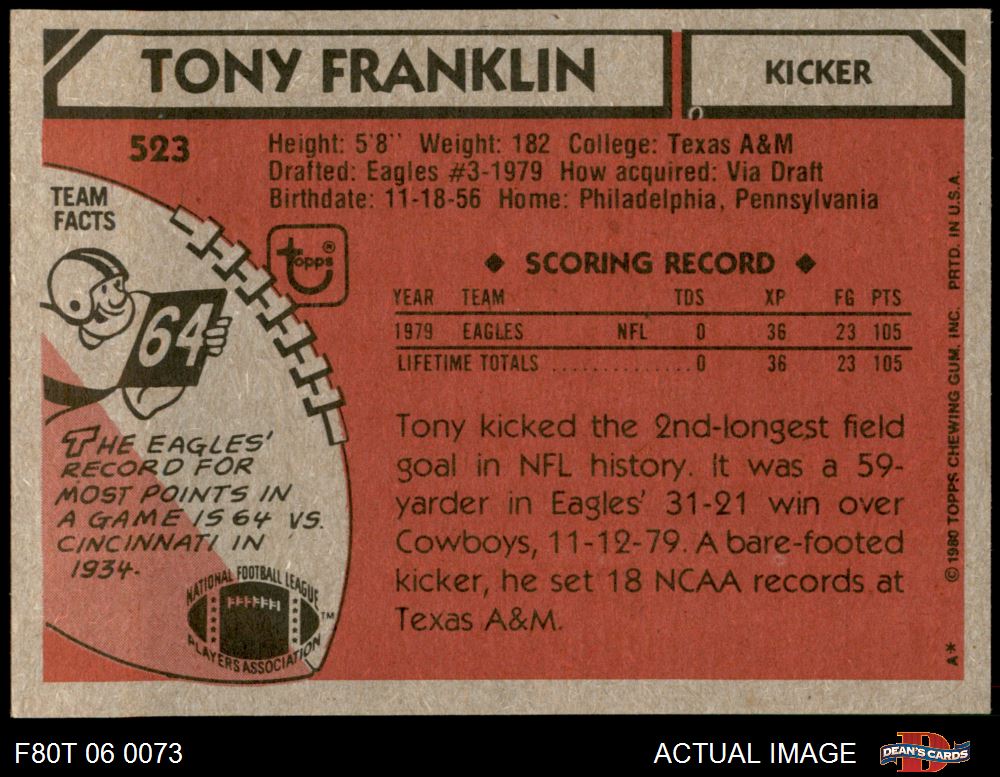 TONY FRANKLIN
KICKER
523
Height: 5'8'' Weight: 182 College: Texas A&M
Drafted: Eagles #3-1979 How acquired: Via Draft
Birthdate: 11-18-56 Home: Philadelphia, Pennsylvania
TEAM
FACTS
64
topps®
◆ SCORING RECORD ◆
YEAR TEAM TDS XP FG PTS
1979 EAGLES NFL 0 36 23 105
LIFETIME TOTALS ............... 0 36 23 105
THE EAGLES'
RECORD FOR
MOST POINTS IN
A GAME IS 64 VS.
CINCINNATI IN
1934.
Tony kicked the 2nd-longest field
goal in NFL history. It was a 59-
yarder in Eagles' 31-21 win over
Cowboys, 11-12-79. A bare-footed
kicker, he set 18 NCAA records at
Texas A&M.
NATIONAL FOOTBALL LEAGUE
PLAYERS ASSOCIATION
TM
A* © 1980 TOPPS CHEWING GUM, INC. PRTD. IN U.S.A.
F80T 06 0073
ACTUAL IMAGE
D
DEAN'S CARDS